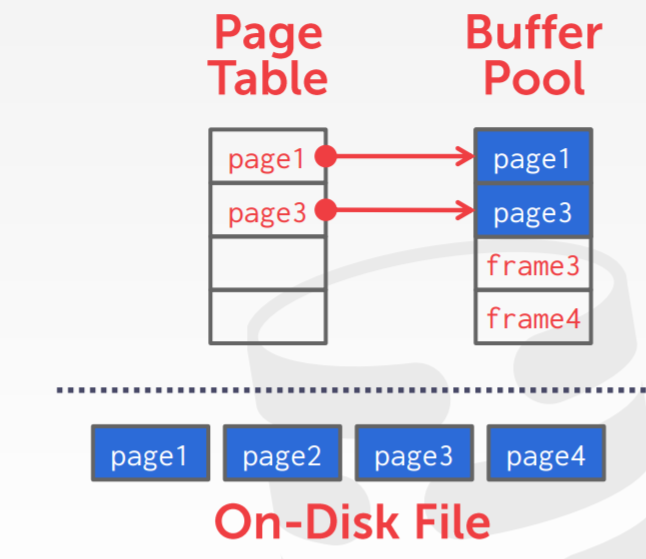 Page
Table
Buffer
Pool
page1
page3
page1
page3
frame3
frame4
page1 page2 page3 page4
On-Disk File